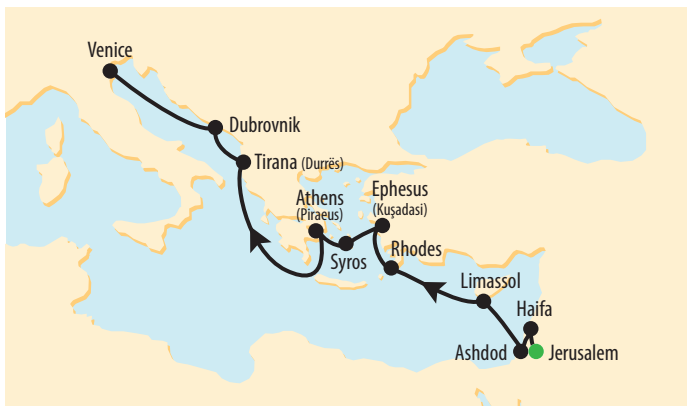 Venice
Dubrovnik
Tirana (Durrës)
Athens
(Piraeus)
Ephesus
(Kuşadasi)
Syros
Rhodes
Limassol
Haifa
Ashdod
Jerusalem